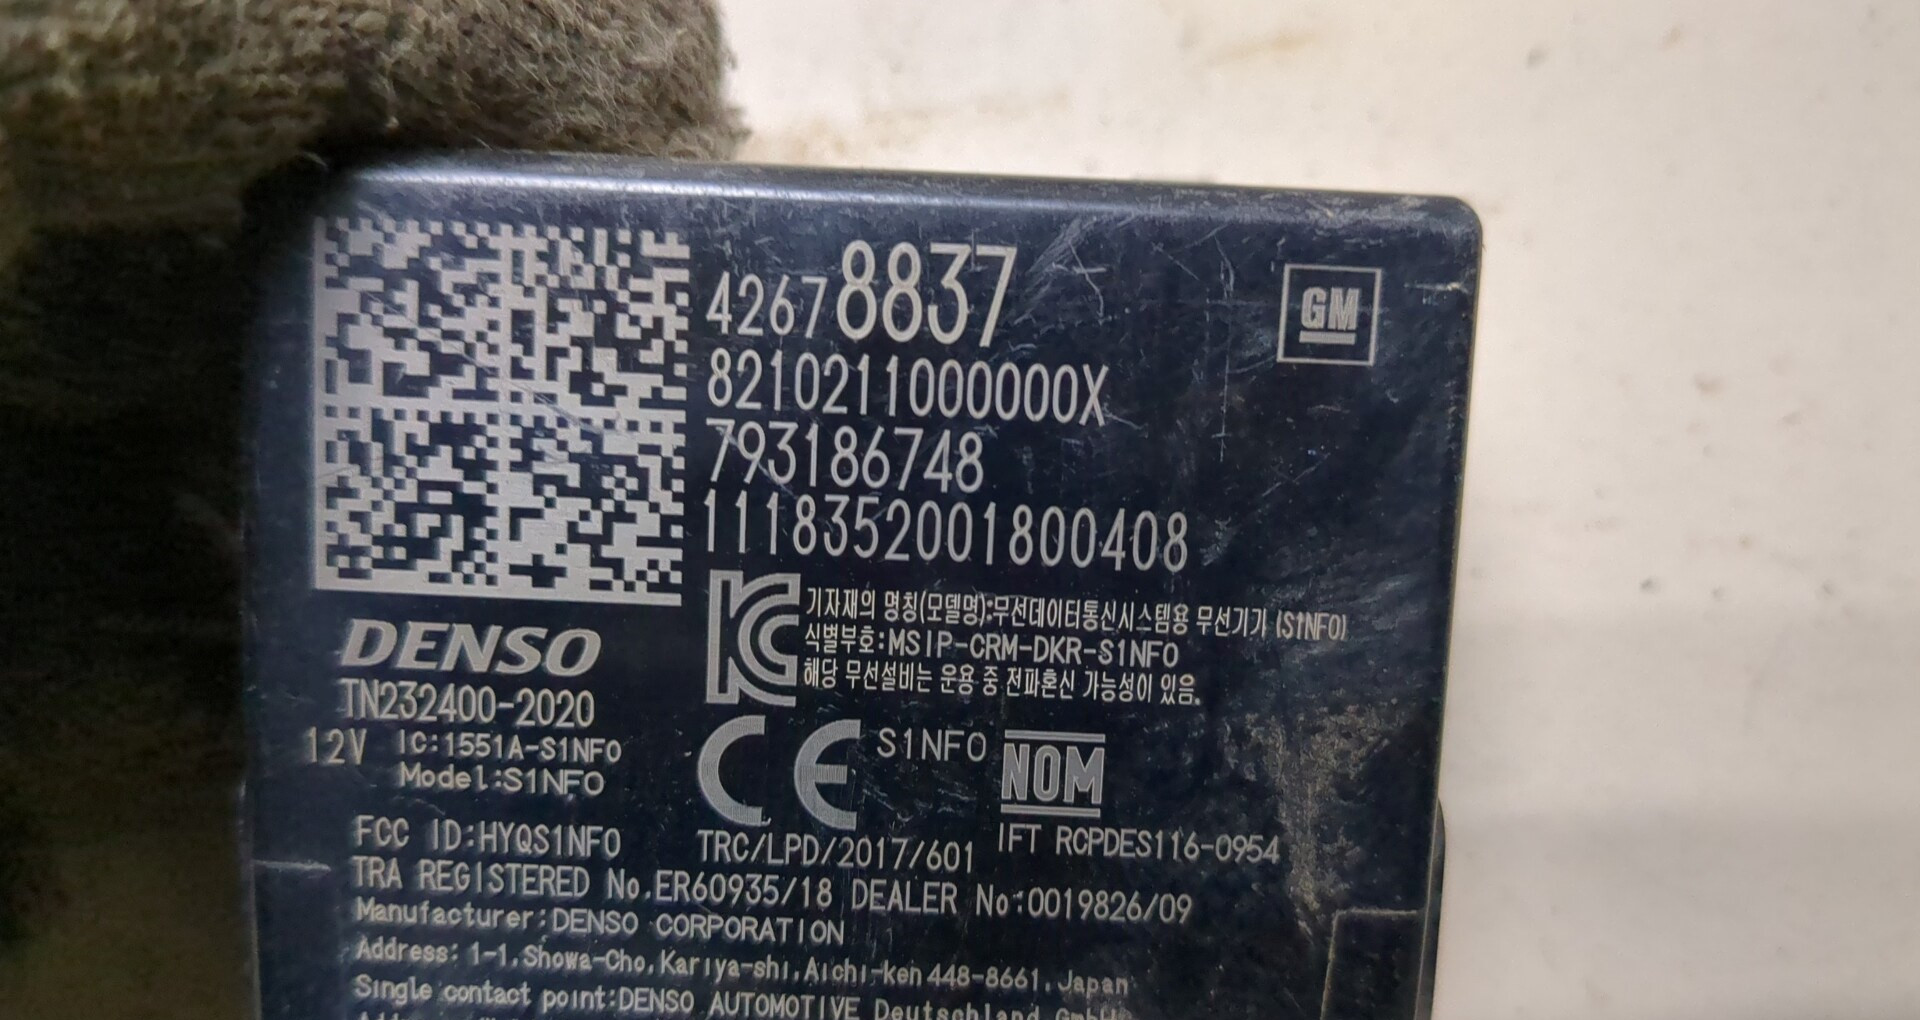 42678837
GM
8210211000000X
793186748
1118352001800408
DENSO
TN232400-2020
12V
IC:1551A-S1NFO
Model:S1NFO
기자재의 명칭(모델명):무선데이터통신시스템용 무선기기 (S1NFO)
식별부호:MSIP-CRM-DKR-S1NFO
해당 무선설비는 운용 중 전파혼신 가능성이 있음.
CE
S1NFO
NOM
FCC ID:HYQS1NFO
TRC/LPD/2017/601
IFT RCPDES116-0954
TRA REGISTERED No.ER60935/18 DEALER No:0019826/09
Manufacturer:DENSO CORPORATION
Address: 1-1,Showa-Cho,Kariya-shi,Aichi-ken 448-8661,Japan
Single contact point:DENSO AUTOMOTIVE Deutschland GmbH